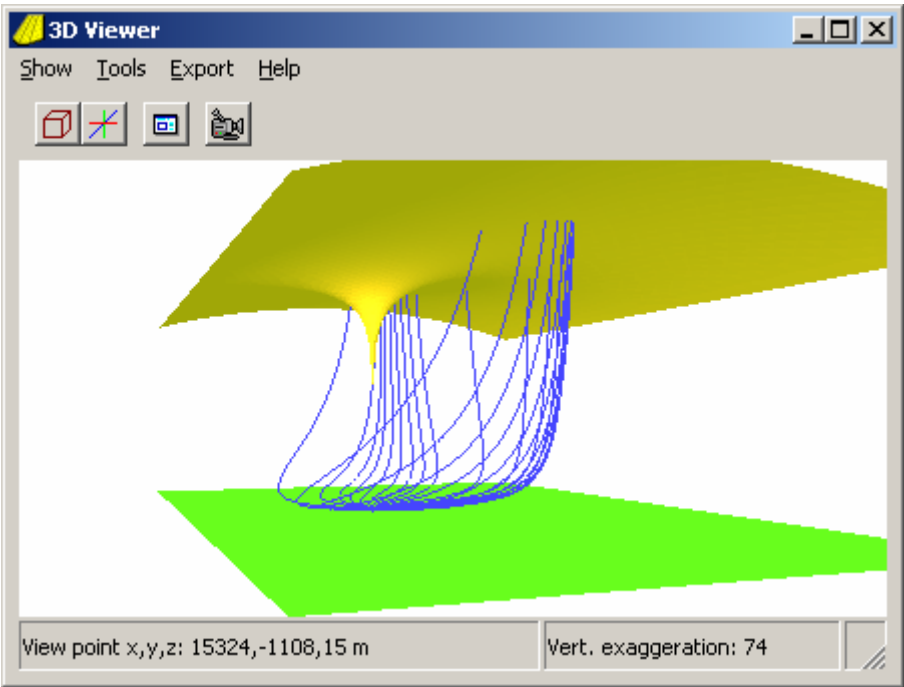 3D Viewer
Show Tools Export Help
View point x,y,z: 15324,-1108,15 m
Vert. exaggeration: 74